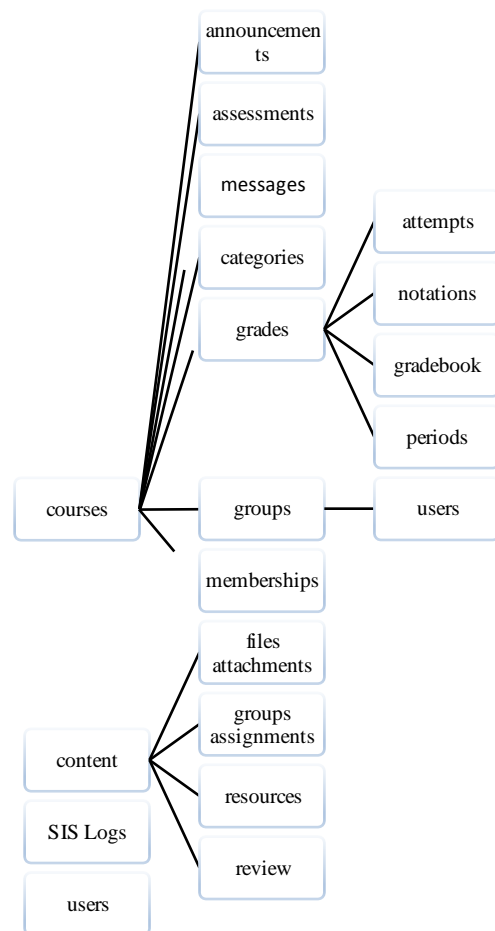 announcemen
ts
assessments
messages
categories
grades
attempts
notations
gradebook
periods
courses
groups
users
memberships
files
attachments
groups
assignments
content
resources
SIS Logs
review
users